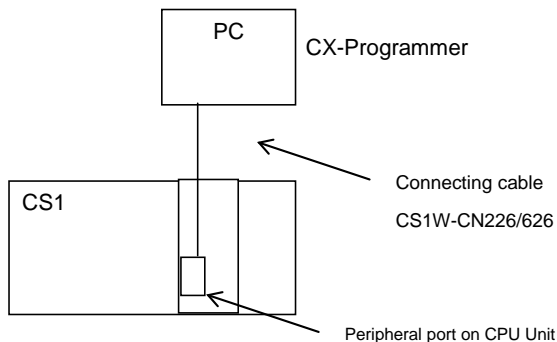 PC
CX-Programmer
Connecting cable
CS1W-CN226/626
CS1
Peripheral port on CPU Unit